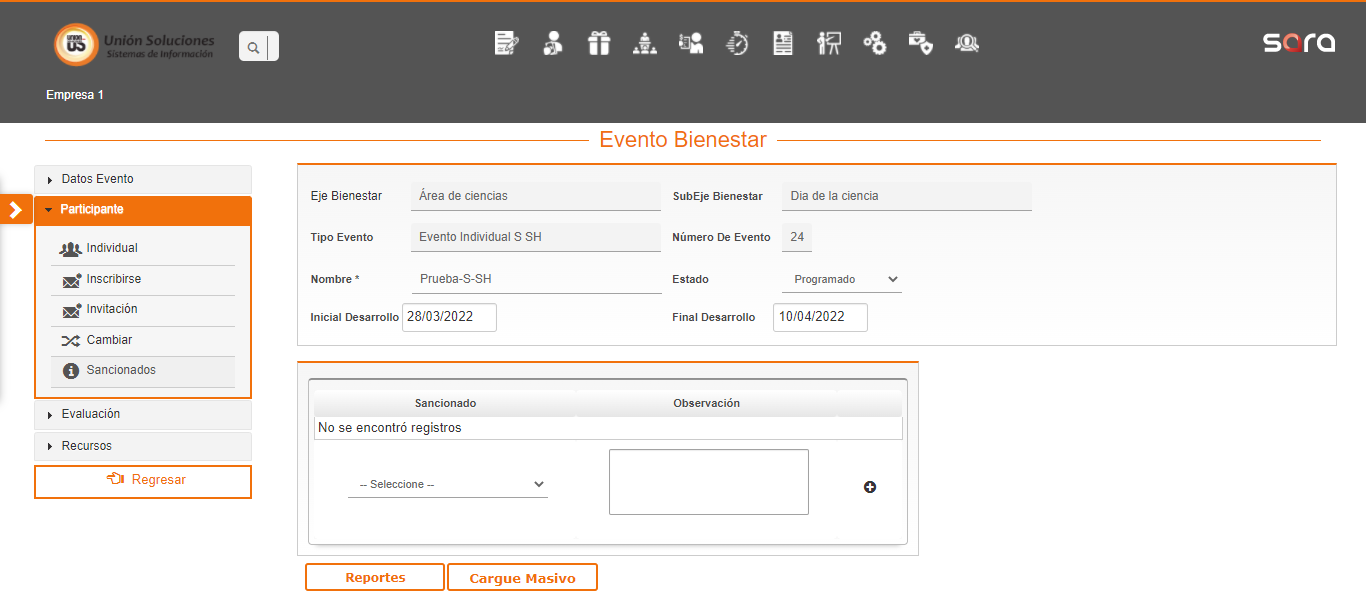 UNION
US
Unión Soluciones
Sistemas de Información
sara
Empresa 1
Evento Bienestar
Datos Evento
Participante
Individual
Inscribirse
Invitación
Cambiar
Sancionados
Evaluación
Recursos
Regresar
Eje Bienestar Área de ciencias SubEje Bienestar Dia de la ciencia
Tipo Evento Evento Individual S SH Número De Evento 24
Nombre * Prueba-S-SH Estado Programado
Inicial Desarrollo 28/03/2022 Final Desarrollo 10/04/2022
Sancionado Observación
No se encontró registros
-- Seleccione --
Reportes Cargue Masivo